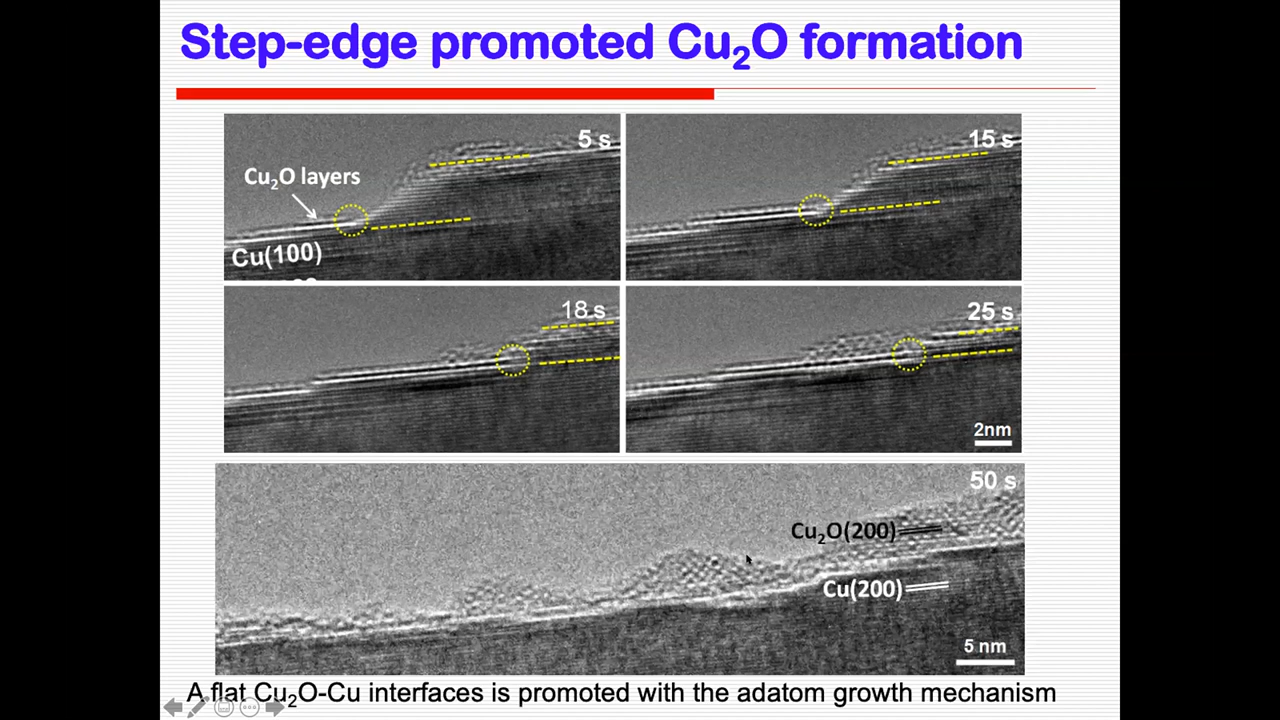 Step-edge promoted Cu₂O formation
5 s
Cu₂O layers
Cu(100)
15 s
18 s
25 s
2nm
50 s
Cu₂O(200)
Cu(200)
5 nm
A flat Cu₂O-Cu interfaces is promoted with the adatom growth mechanism